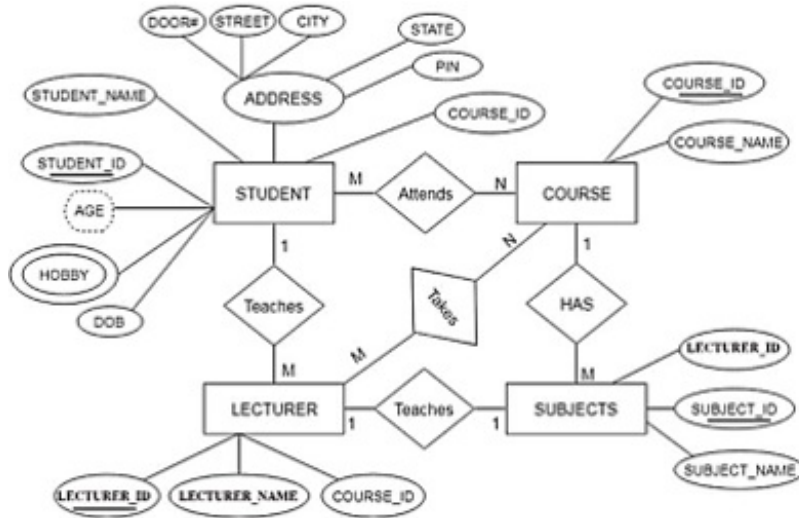 DOOR# STREET CITY
STATE
PIN
STUDENT_NAME
ADDRESS
COURSE_ID
COURSE_ID
COURSE_NAME
STUDENT_ID
AGE
HOBBY
DOB
STUDENT
M
Attends
N
COURSE
1
N
1
Teaches
Takes
HAS
LECTURER_ID
M
M
M
LECTURER
1
Teaches
1
SUBJECTS
SUBJECT_ID
SUBJECT_NAME
LECTURER_ID
LECTURER_NAME
COURSE_ID